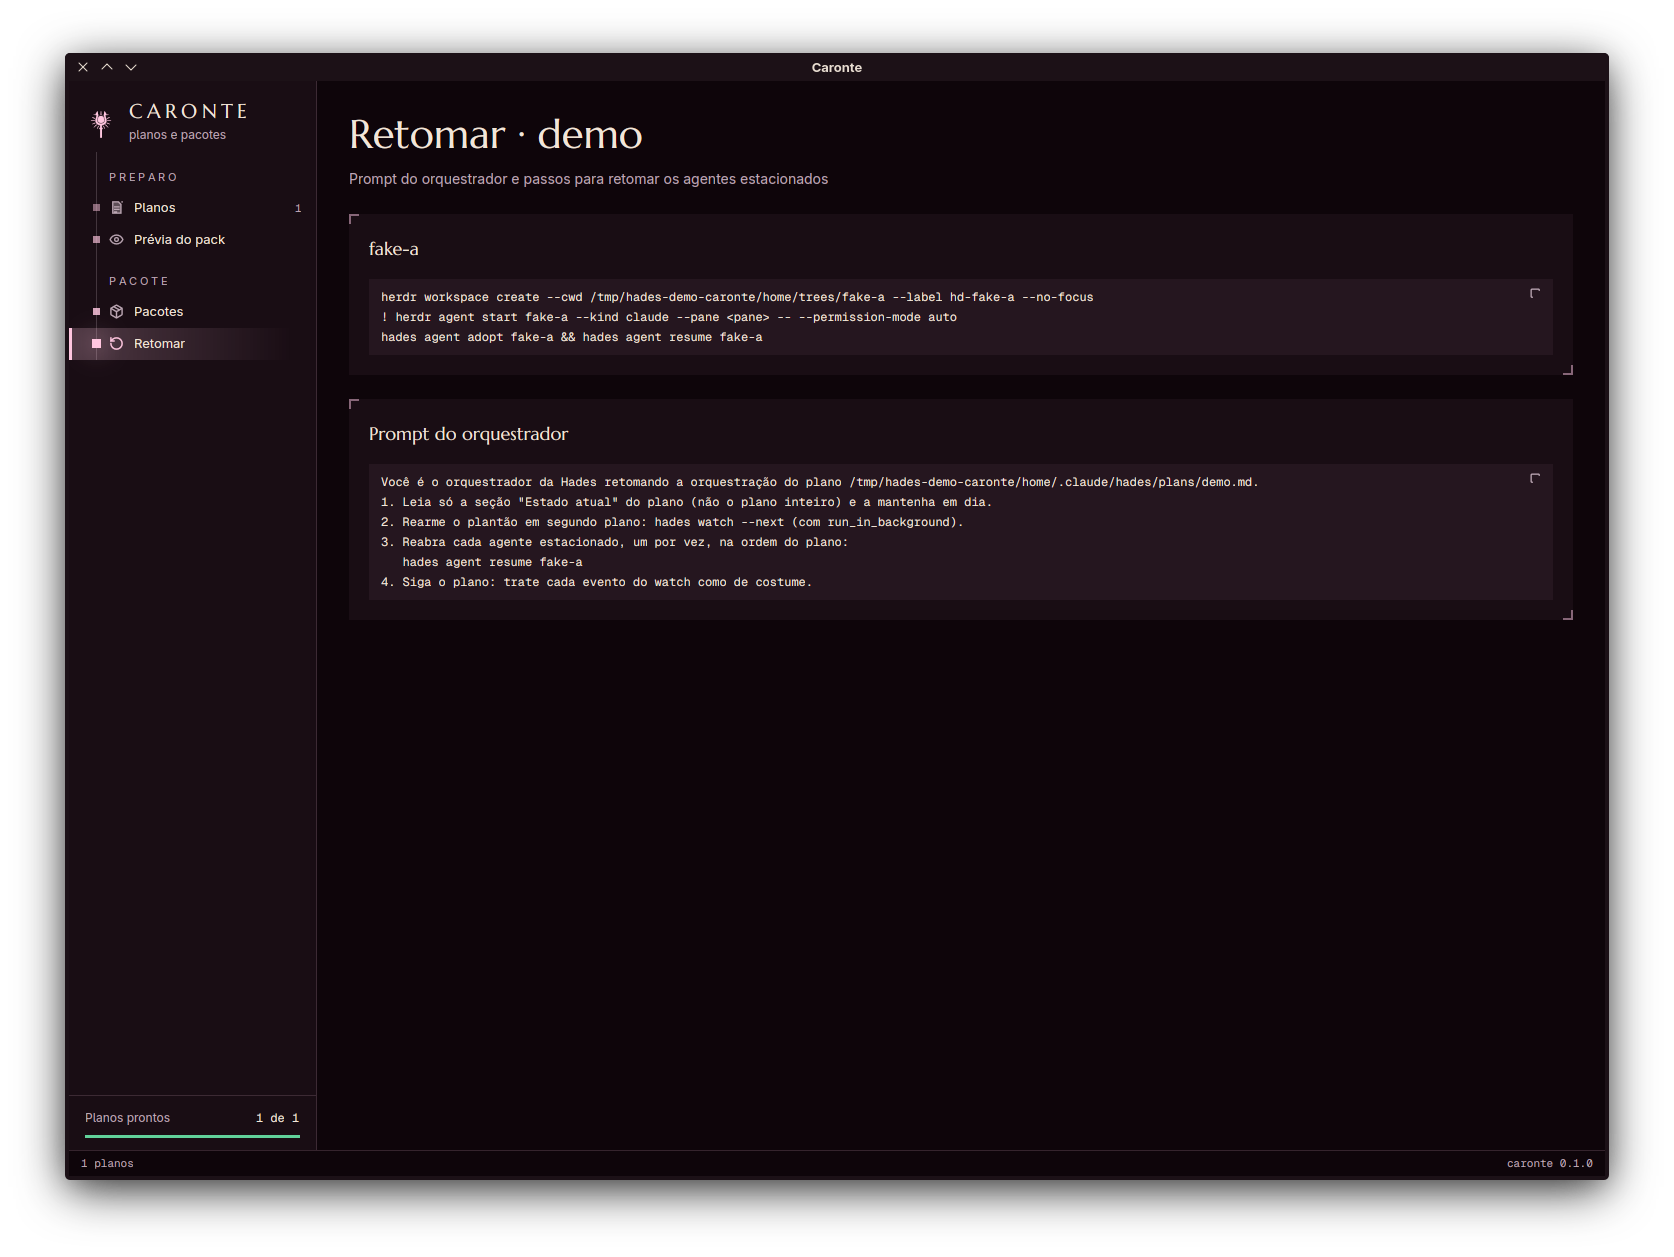 Caronte
CARONTE
planos e pacotes
PREPARO
Planos 1
Prévia do pack
PACOTE
Pacotes
Retomar
Planos prontos 1 de 1
Retomar · demo
Prompt do orquestrador e passos para retomar os agentes estacionados
fake-a
herdr workspace create --cwd /tmp/hades-demo-caronte/home/trees/fake-a --label hd-fake-a --no-focus
! herdr agent start fake-a --kind claude --pane <pane> -- --permission-mode auto
hades agent adopt fake-a && hades agent resume fake-a
Prompt do orquestrador
Você é o orquestrador da Hades retomando a orquestração do plano /tmp/hades-demo-caronte/home/.claude/hades/plans/demo.md.
1. Leia só a seção "Estado atual" do plano (não o plano inteiro) e a mantenha em dia.
2. Rearme o plantão em segundo plano: hades watch --next (com run_in_background).
3. Reabra cada agente estacionado, um por vez, na ordem do plano:
hades agent resume fake-a
4. Siga o plano: trate cada evento do watch como de costume.
1 planos
caronte 0.1.0